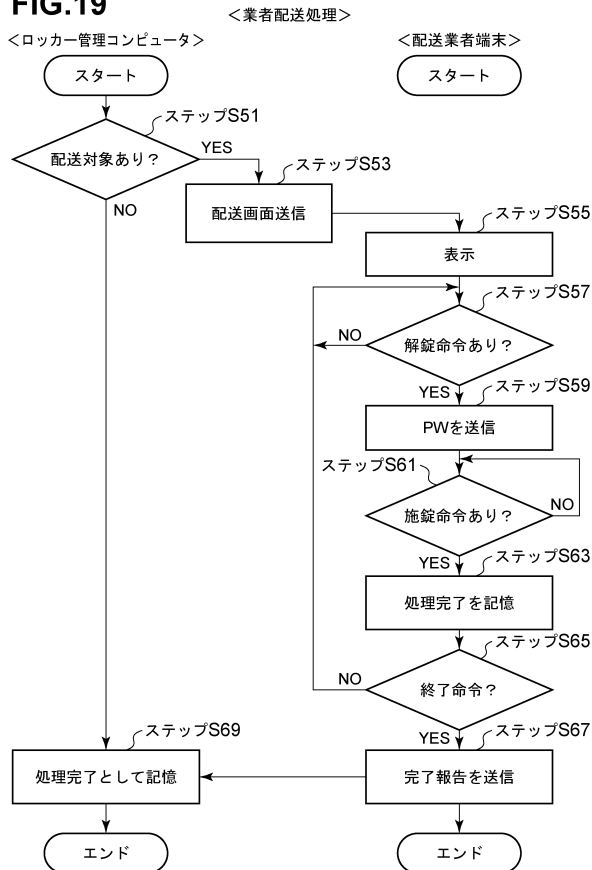 FIG.19
＜業者配送処理＞
＜ロッカー管理コンピュータ＞
＜配送業者端末＞
スタート
スタート
ステップS51
配送対象あり？
YES
NO
ステップS53
配送画面送信
ステップS55
表示
ステップS57
解錠命令あり？
NO
YES
ステップS59
PWを送信
ステップS61
施錠命令あり？
NO
YES
ステップS63
処理完了を記憶
ステップS65
終了命令？
NO
YES
ステップS67
完了報告を送信
ステップS69
処理完了として記憶
エンド
エンド